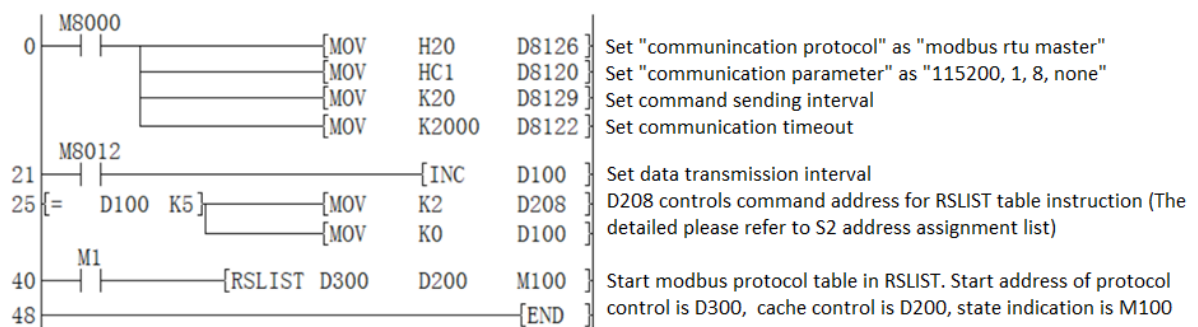 M8000
0 [MOV H20 D8126] Set "communincation protocol" as "modbus rtu master"
[MOV HC1 D8120] Set "communication parameter" as "115200, 1, 8, none"
[MOV K20 D8129] Set command sending interval
[MOV K2000 D8122] Set communication timeout
M8012
21 [INC D100] Set data transmission interval
25 [= D100 K5] [MOV K2 D208] D208 controls command address for RSLIST table instruction (The
[MOV K0 D100] detailed please refer to S2 address assignment list)
M1
40 [RSLIST D300 D200 M100] Start modbus protocol table in RSLIST. Start address of protocol
48 [END] control is D300, cache control is D200, state indication is M100